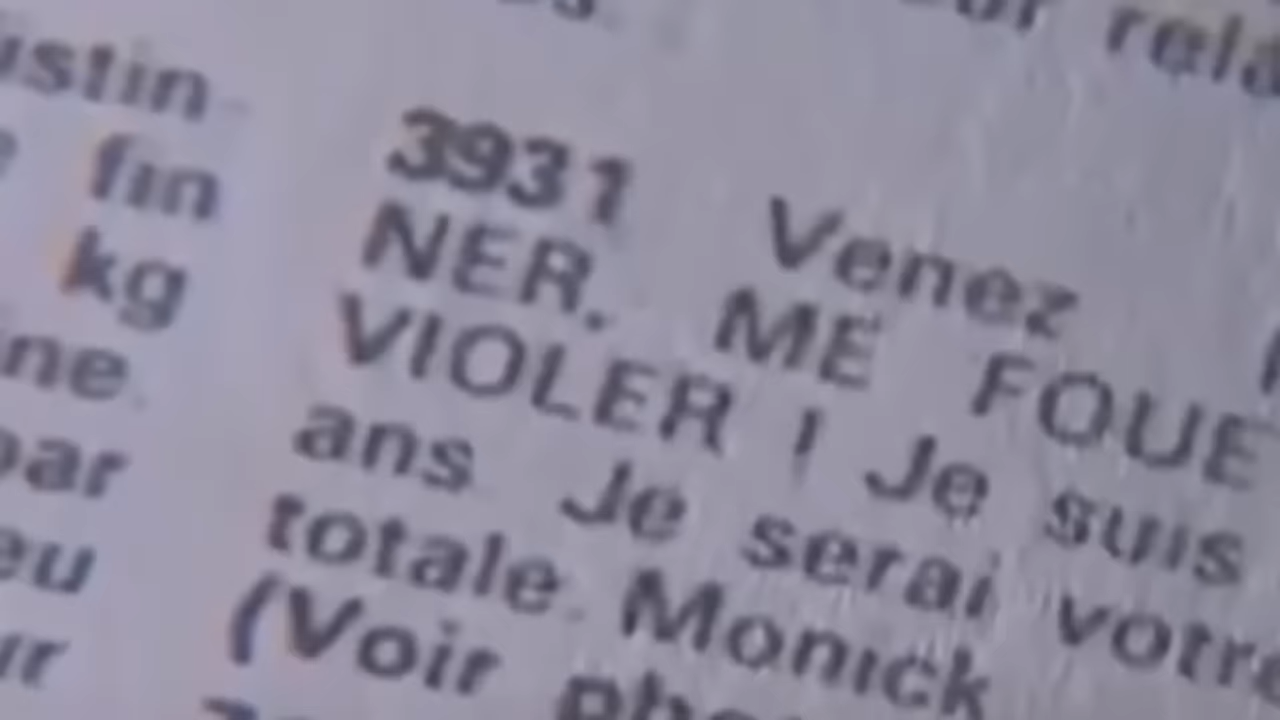 ustin
fin
kg
ine
par
eu
ur
rela
3931 Venez
NER. ME FOUE
VIOLER ! Je suis
ans Je serai votre
totale Monick
(Voir